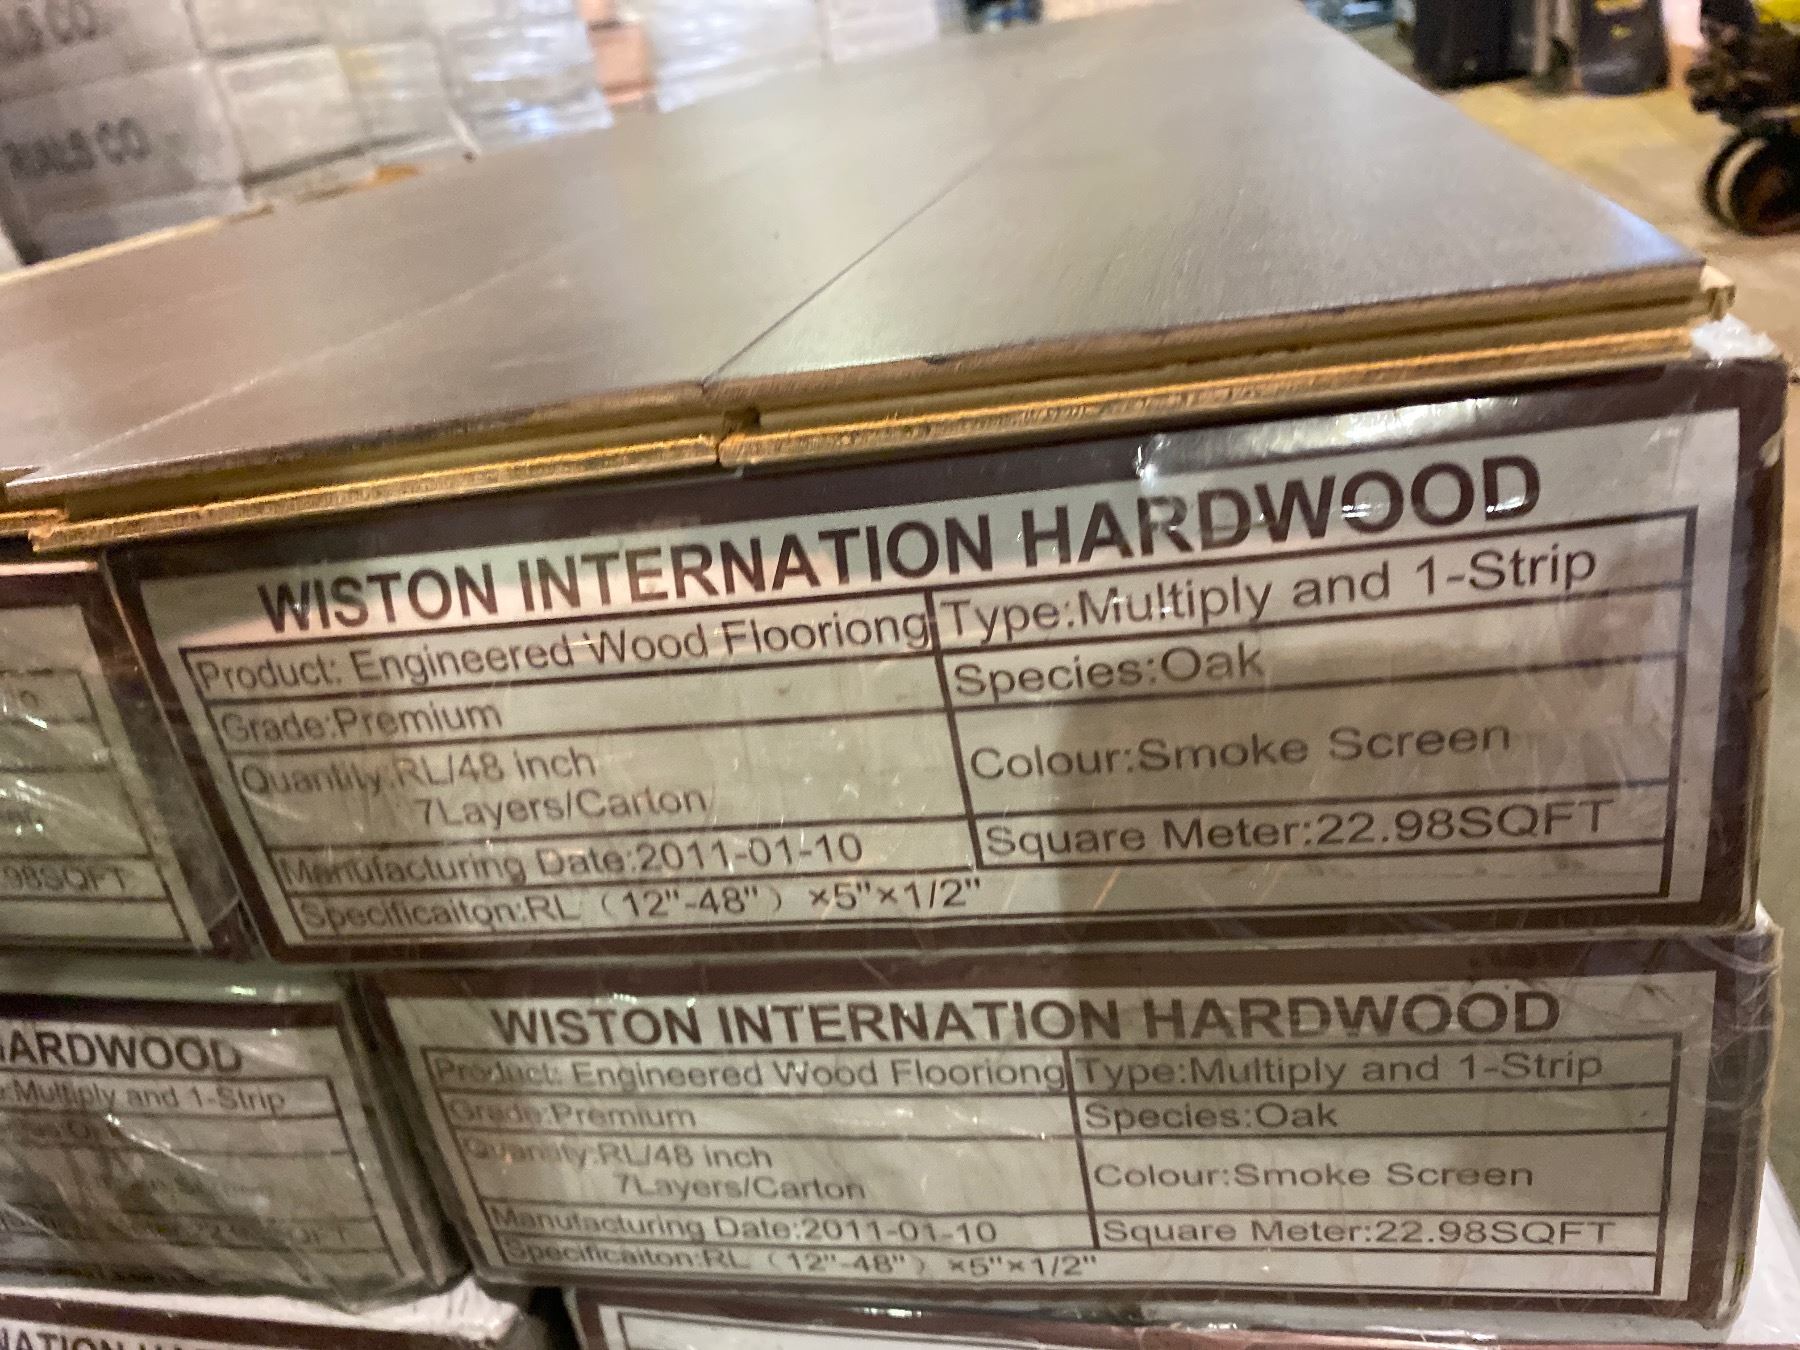 CO
CO
WISTON INTERNATION HARDWOOD
Product: Engineered Wood Flooriong Type:Multiply and 1-Strip
Grade:Premium Species:Oak
Quantity:RL/48 inch
7Layers/Carton Colour:Smoke Screen
Manufacturing Date:2011-01-10 Square Meter:22.98SQFT
Specificaiton:RL (12"-48") ×5"×1/2"
98SQFT
WISTON INTERNATION HARDWOOD
Product: Engineered Wood Flooriong Type:Multiply and 1-Strip
Grade:Premium Species:Oak
Quantity:RL/48 inch
7Layers/Carton Colour:Smoke Screen
Manufacturing Date:2011-01-10 Square Meter:22.98SQFT
Specificaiton:RL (12"-48") ×5"×1/2"
ARDWOOD
Multiply and 1-Strip